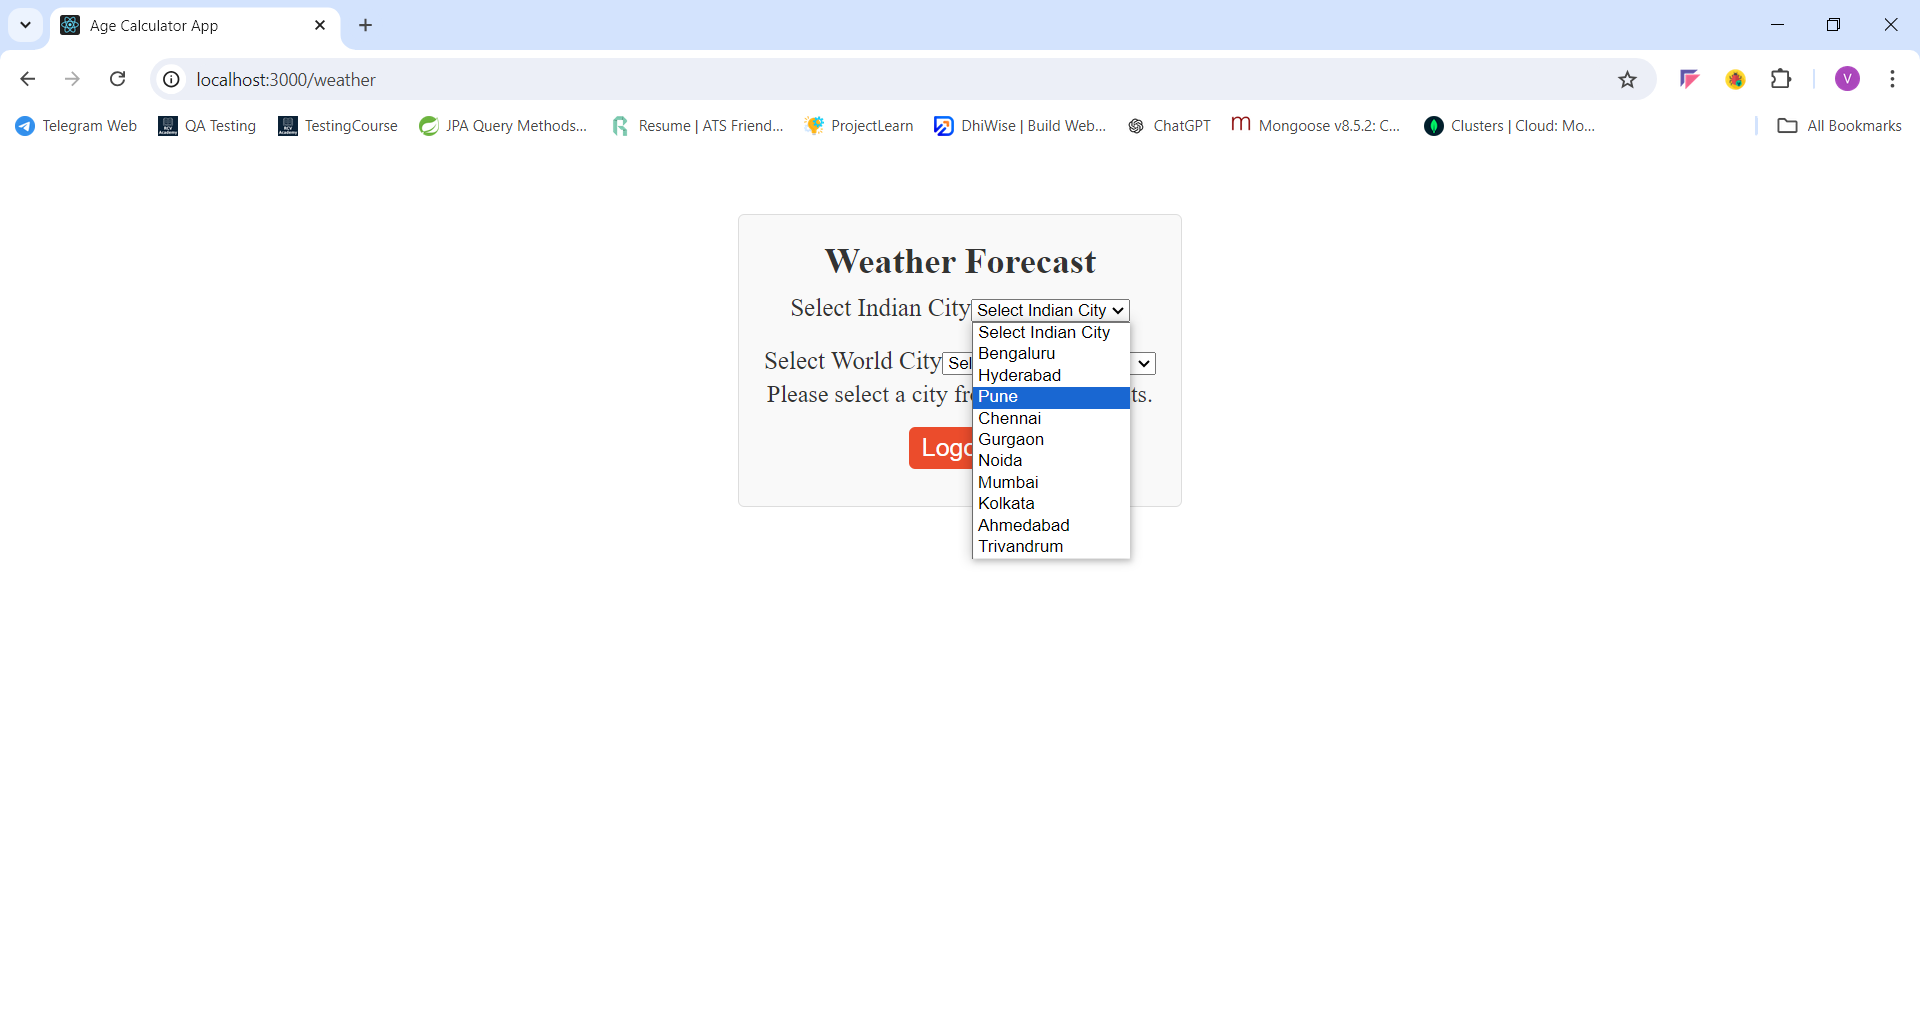 Age Calculator App
localhost:3000/weather
V
Telegram Web QA Testing TestingCourse JPA Query Methods... Resume | ATS Friend... ProjectLearn DhiWise | Build Web... ChatGPT m Mongoose v8.5.2: C... Clusters | Cloud: Mo... All Bookmarks
Weather Forecast
Select Indian City Select Indian City
Select Indian City
Bengaluru
Hyderabad
Pune
Chennai
Gurgaon
Noida
Mumbai
Kolkata
Ahmedabad
Trivandrum
Select World City Sel
Please select a city fr ts.
Logo